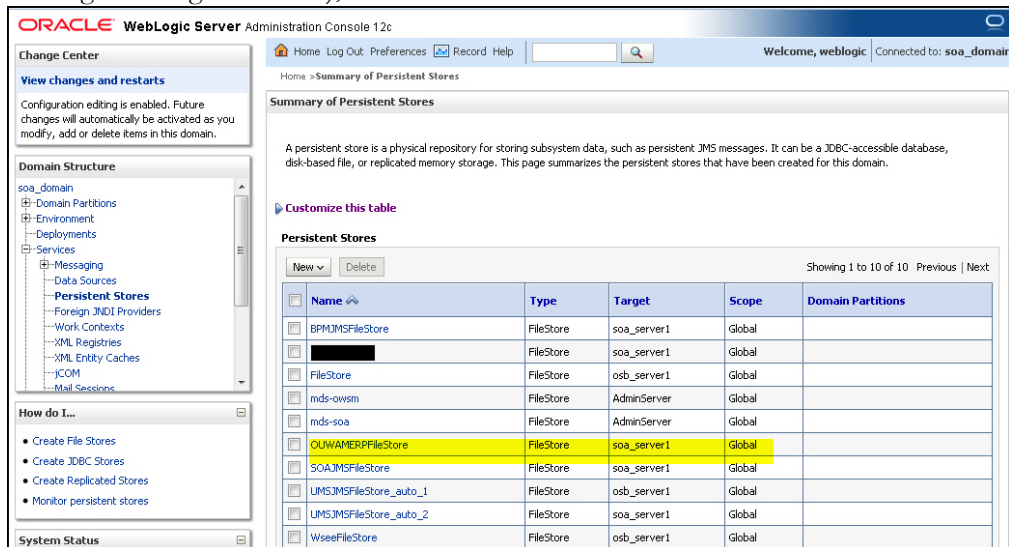 ORACLE WebLogic Server Administration Console 12c
Change Center
View changes and restarts
Configuration editing is enabled. Future
changes will automatically be activated as you
modify, add or delete items in this domain.
Domain Structure
soa_domain
Domain Partitions
Environment
Deployments
Services
Messaging
Data Sources
Persistent Stores
Foreign JNDI Providers
Work Contexts
XML Registries
XML Entity Caches
jCOM
Mail Sessions
How do I...
Create File Stores
Create JDBC Stores
Create Replicated Stores
Monitor persistent stores
System Status
Home Log Out Preferences Record Help
Welcome, weblogic Connected to: soa_domain
Home >Summary of Persistent Stores
Summary of Persistent Stores
A persistent store is a physical repository for storing subsystem data, such as persistent JMS messages. It can be a JDBC-accessible database,
disk-based file, or replicated memory storage. This page summarizes the persistent stores that have been created for this domain.
Customize this table
Persistent Stores
New Delete Showing 1 to 10 of 10 Previous | Next
Name Type Target Scope Domain Partitions
BPMJMSFileStore FileStore soa_server1 Global
FileStore soa_server1 Global
FileStore FileStore osb_server1 Global
mds-owsm FileStore AdminServer Global
mds-soa FileStore AdminServer Global
OUWAMERPFileStore FileStore soa_server1 Global
SOAJMSFileStore FileStore soa_server1 Global
UMSJMSFileStore_auto_1 FileStore osb_server1 Global
UMSJMSFileStore_auto_2 FileStore soa_server1 Global
WseeFileStore FileStore osb_server1 Global